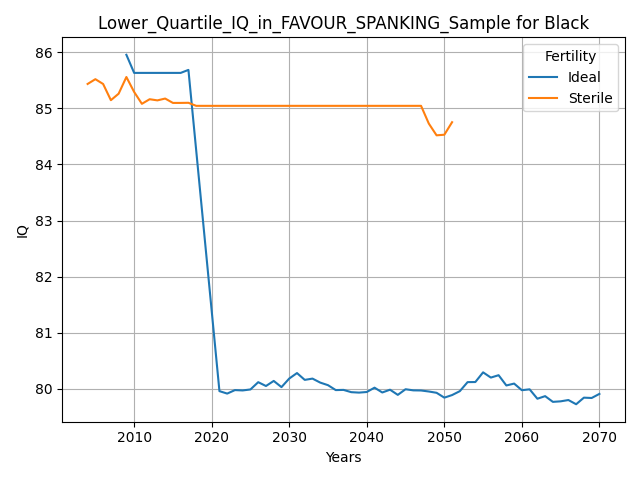 Lower_Quartile_IQ_in_FAVOUR_SPANKING_Sample for Black
Fertility
Ideal
Sterile
IQ
86
85
84
83
82
81
80
2010 2020 2030 2040 2050 2060 2070
Years